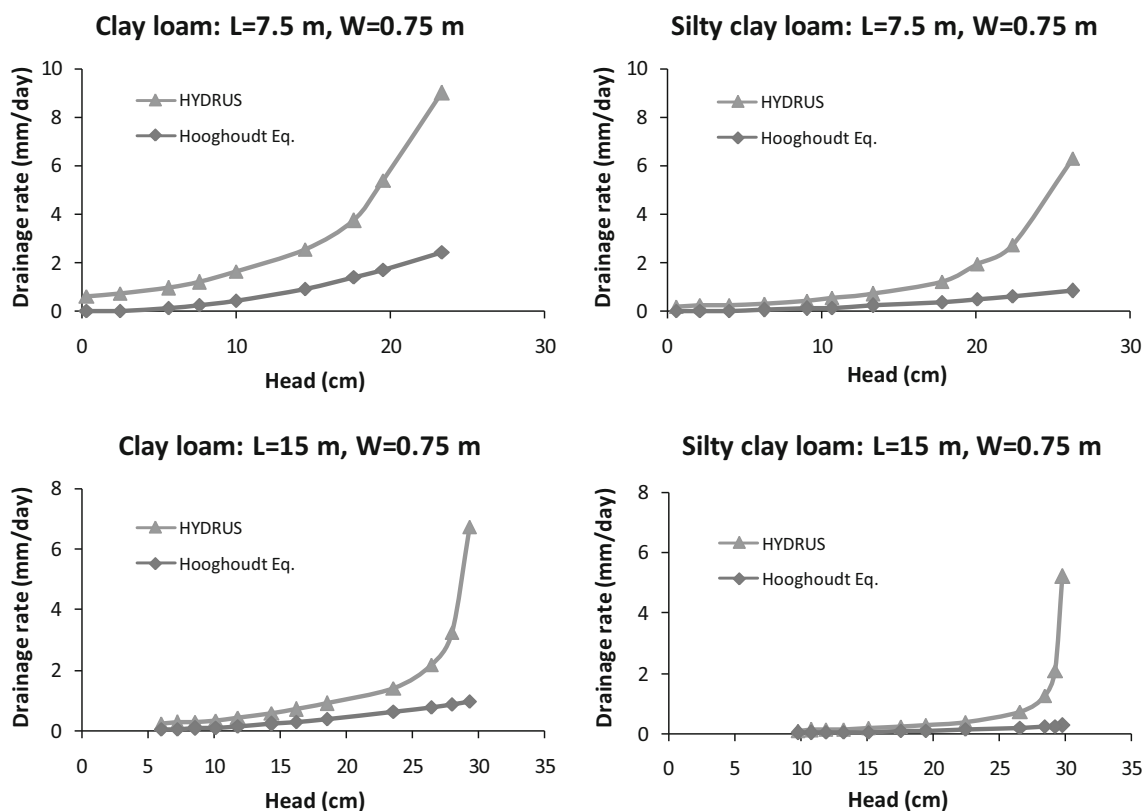 Clay loam: L=7.5 m, W=0.75 m
Drainage rate (mm/day)
10
8
6
4
2
0
HYDRUS
Hooghoudt Eq.
0 10 20 30
Head (cm)
Silty clay loam: L=7.5 m, W=0.75 m
Drainage rate (mm/day)
10
8
6
4
2
0
HYDRUS
Hooghoudt Eq.
0 10 20 30
Head (cm)
Clay loam: L=15 m, W=0.75 m
Drainage rate (mm/day)
8
6
4
2
0
HYDRUS
Hooghoudt Eq.
0 5 10 15 20 25 30 35
Head (cm)
Silty clay loam: L=15 m, W=0.75 m
Drainage rate (mm/day)
8
6
4
2
0
HYDRUS
Hooghoudt Eq.
0 5 10 15 20 25 30 35
Head (cm)